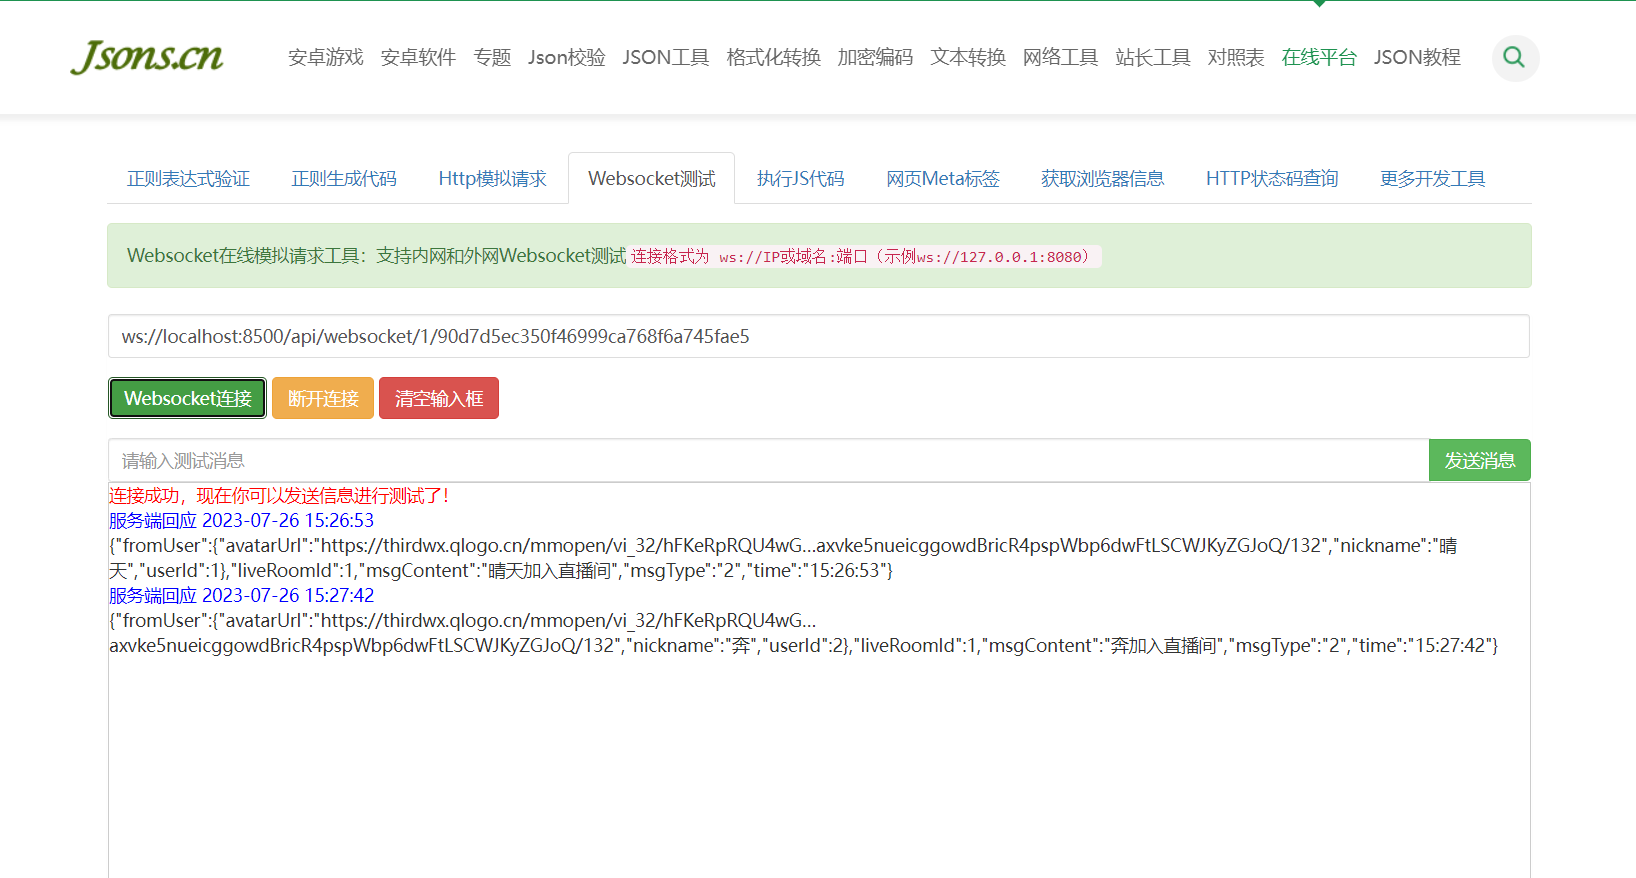 Jsons.cn
安卓游戏 安卓软件 专题 Json校验 JSON工具 格式化转换 加密编码 文本转换 网络工具 站长工具 对照表 在线平台 JSON教程
正则表达式验证 正则生成代码 Http模拟请求 Websocket测试 执行JS代码 网页Meta标签 获取浏览器信息 HTTP状态码查询 更多开发工具
Websocket在线模拟请求工具：支持内网和外网Websocket测试 连接格式为 ws://IP或域名:端口（示例ws://127.0.0.1:8080）
ws://localhost:8500/api/websocket/1/90d7d5ec350f46999ca768f6a745fae5
Websocket连接 断开连接 清空输入框
请输入测试消息 发送消息
连接成功，现在你可以发送信息进行测试了！
服务端回应 2023-07-26 15:26:53
{"fromUser":{"avatarUrl":"https://thirdwx.qlogo.cn/mmopen/vi_32/hFKeRpRQU4wG...axvke5nueicggowdBricR4pspWbp6dwFtLSCWJKyZGJoQ/132","nickname":"晴
天","userId":1},"liveRoomId":1,"msgContent":"晴天加入直播间","msgType":"2","time":"15:26:53"}
服务端回应 2023-07-26 15:27:42
{"fromUser":{"avatarUrl":"https://thirdwx.qlogo.cn/mmopen/vi_32/hFKeRpRQU4wG...
axvke5nueicggowdBricR4pspWbp6dwFtLSCWJKyZGJoQ/132","nickname":"奔","userId":2},"liveRoomId":1,"msgContent":"奔加入直播间","msgType":"2","time":"15:27:42"}